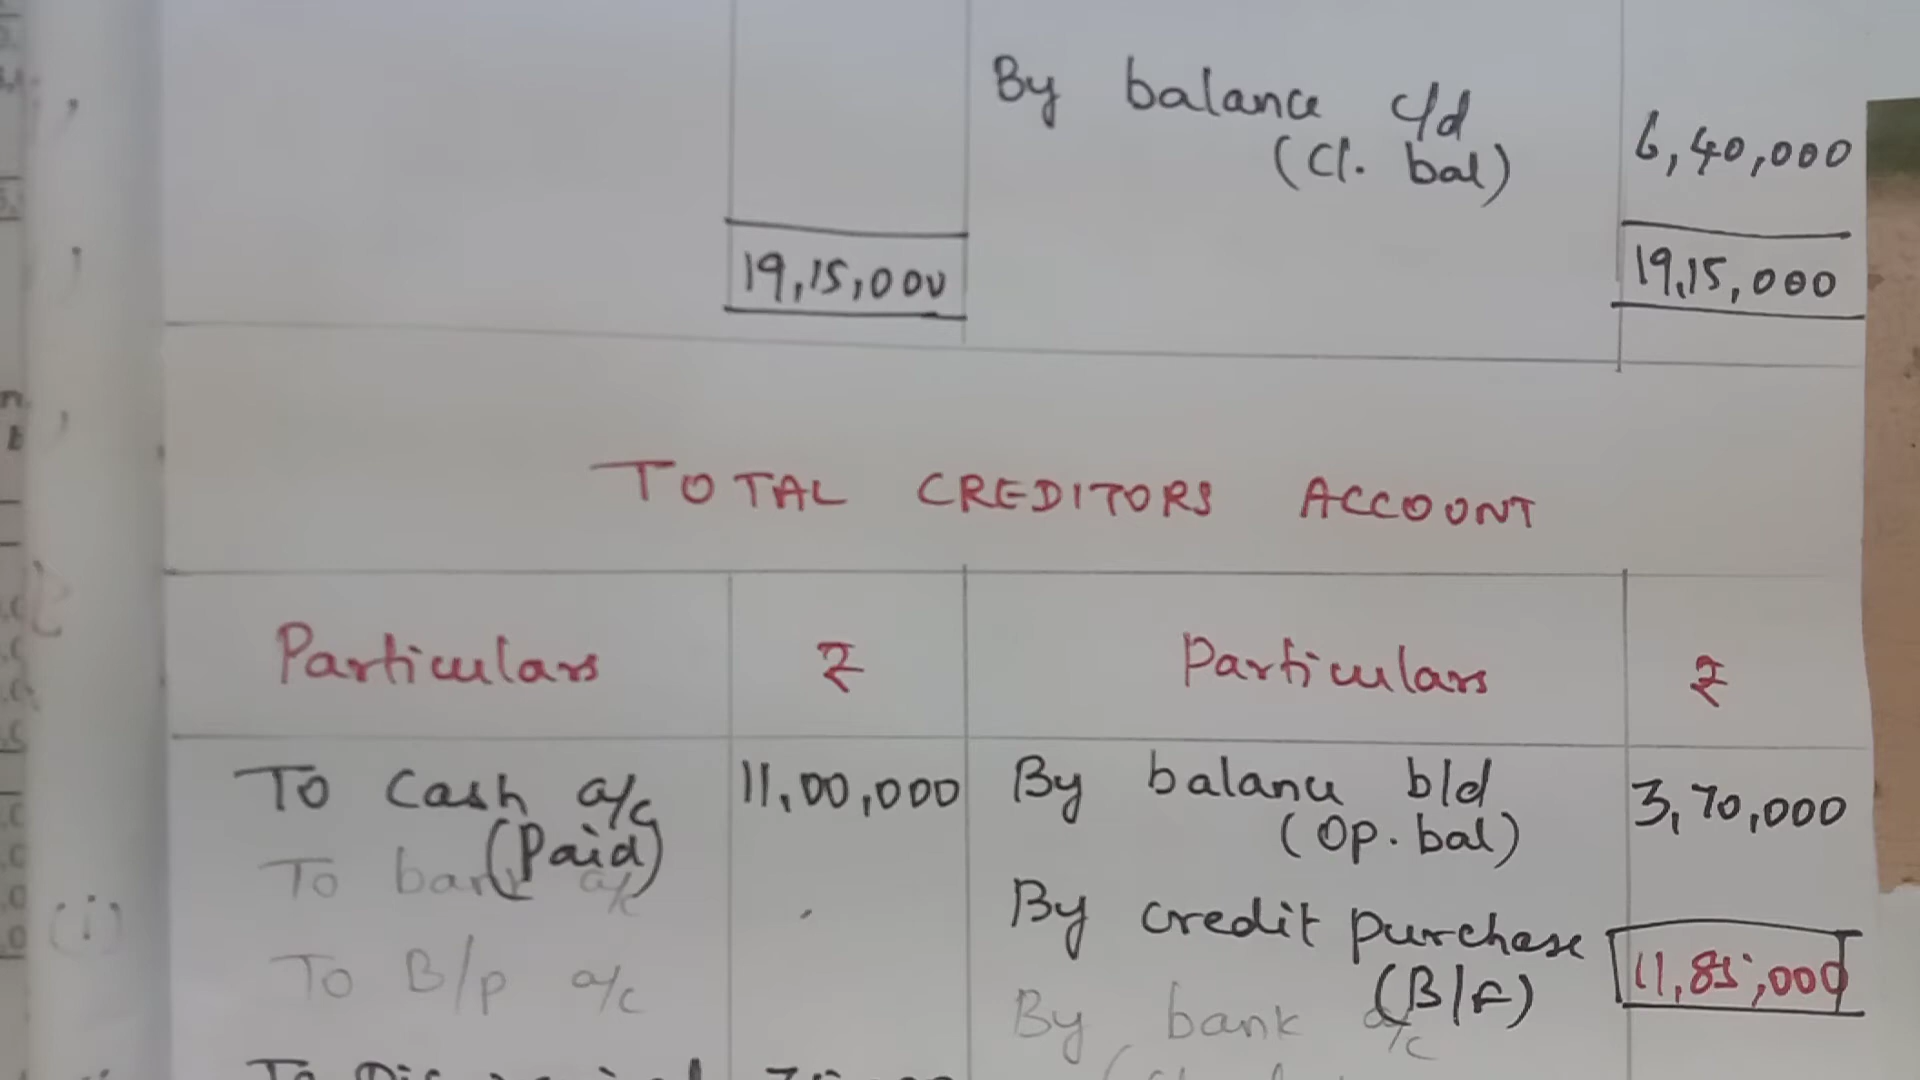 By balance c/d
(Cl. bal) 6,40,000
19,15,000 19,15,000
TOTAL CREDITORS ACCOUNT
Particulars ₹ Particulars ₹
To Cash a/c 11,00,000 By balance b/d 3,70,000
(Paid) (Op. bal)
To bank a/c
By credit purchase 11,85,000
(B/F)
To B/p a/c
By bank a/c